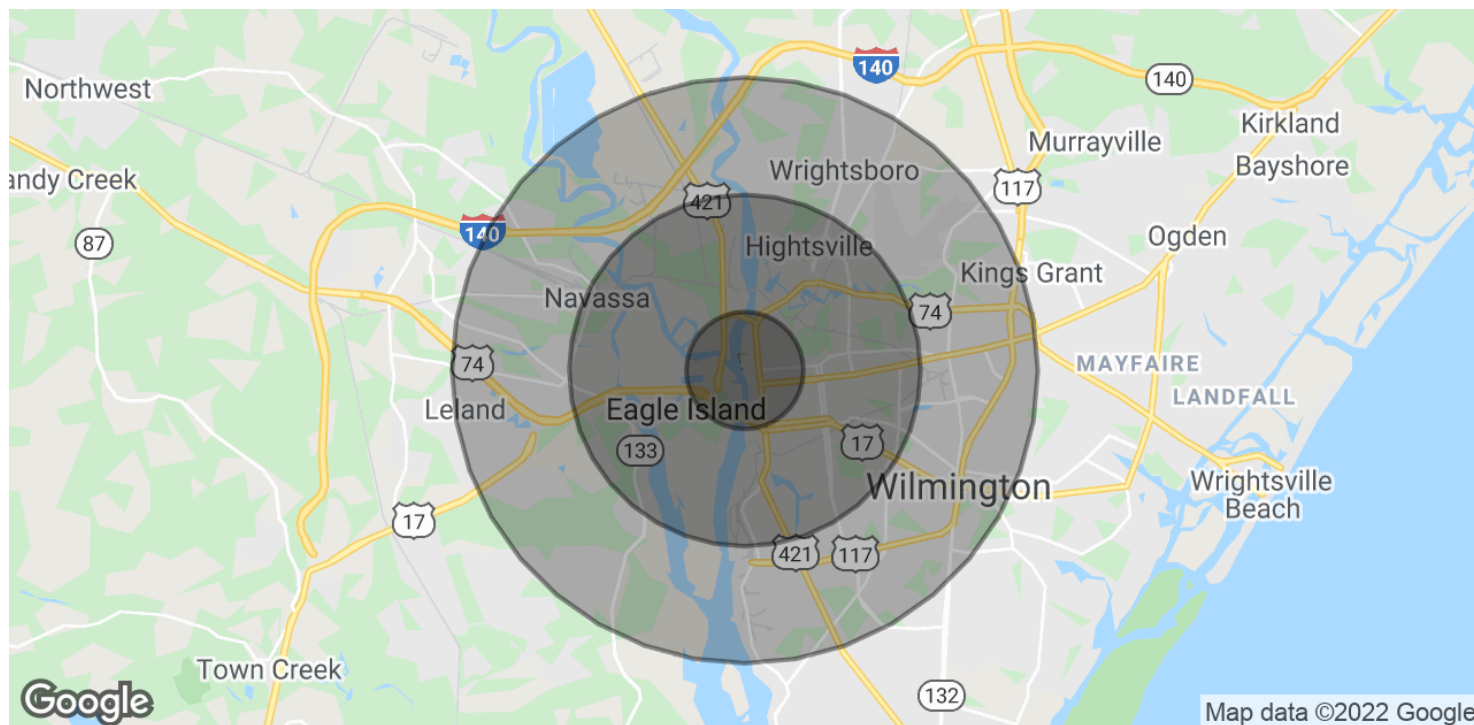 140
140
Northwest
Kirkland
Murrayville
Bayshore
Wrightsboro
andy Creek
117
421
140
87
Ogden
Hightsville
Kings Grant
Navassa
74
74
MAYFAIRE
LANDFALL
Leland
Eagle Island
17
133
Wilmington
Wrightsville
Beach
17
421
117
Town Creek
132
Google
Map data ©2022 Google